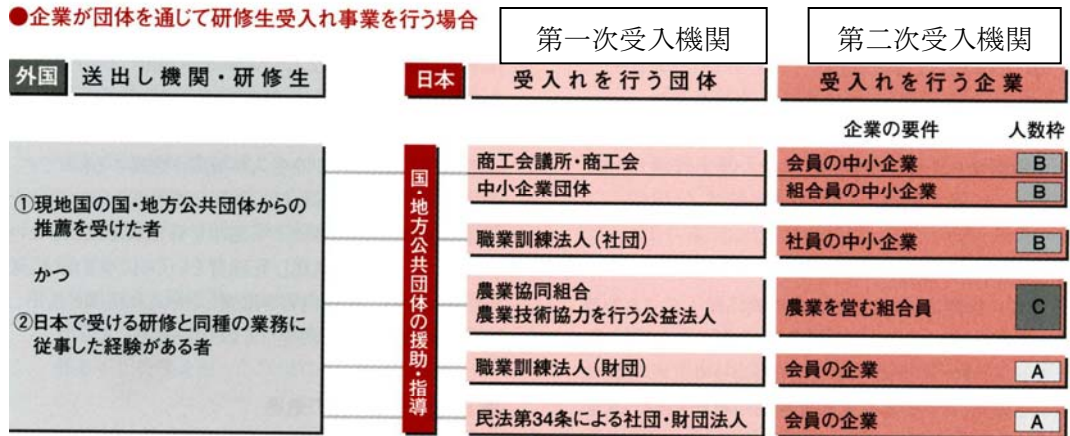 ●企業が団体を通じて研修生受入れ事業を行う場合
第一次受入機関
第二次受入機関
外国
送出し機関・研修生
日本
受入れを行う団体
受入れを行う企業
企業の要件
人数枠
①現地国の国・地方公共団体からの
推薦を受けた者
かつ
②日本で受ける研修と同種の業務に
従事した経験がある者
国・地方公共団体の援助・指導
商工会議所・商工会
会員の中小企業
B
中小企業団体
組合員の中小企業
B
職業訓練法人（社団）
社員の中小企業
B
農業協同組合
農業技術協力を行う公益法人
農業を営む組合員
C
職業訓練法人（財団）
会員の企業
A
民法第34条による社団・財団法人
会員の企業
A